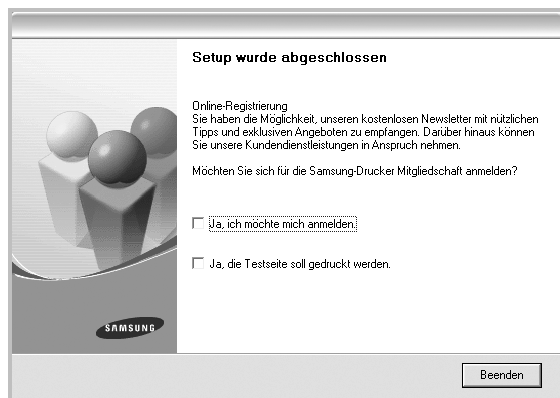 Setup wurde abgeschlossen
Online-Registrierung
Sie haben die Möglichkeit, unseren kostenlosen Newsletter mit nützlichen
Tipps und exklusiven Angeboten zu empfangen. Darüber hinaus können
Sie unsere Kundendienstleistungen in Anspruch nehmen.
Möchten Sie sich für die Samsung-Drucker Mitgliedschaft anmelden?
Ja, ich möchte mich anmelden.
Ja, die Testseite soll gedruckt werden.
SAMSUNG
Beenden